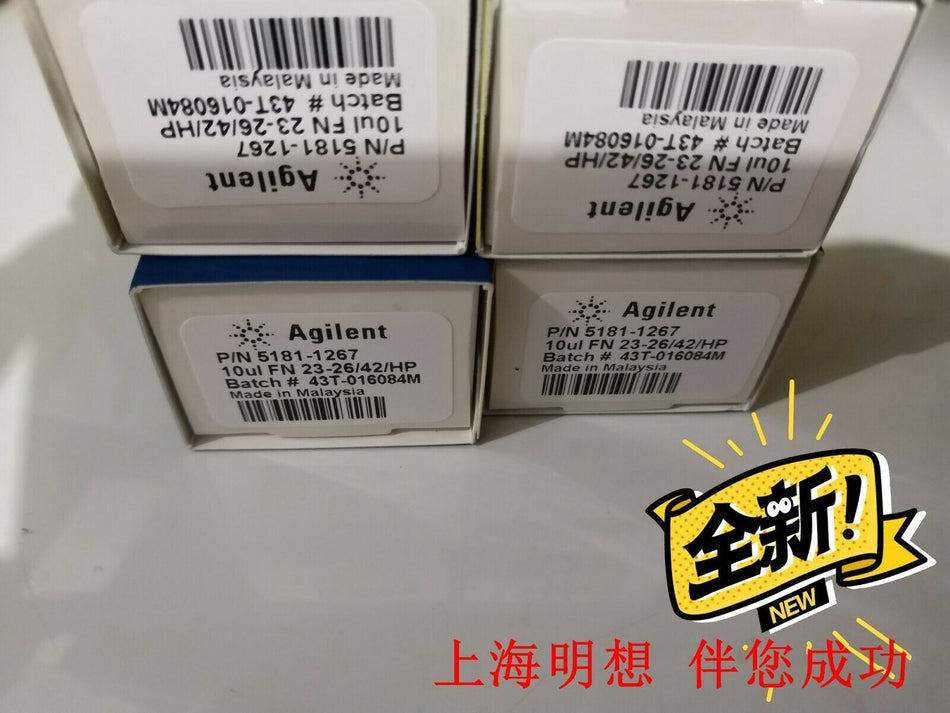 Agilent
P/N 5181-1267
10ul FN 23-26/42/HP
Batch # 43T-016084M
Made in Malaysia
Agilent
P/N 5181-1267
10ul FN 23-26/42/HP
Batch # 43T-016084M
Made in Malaysia
Agilent
P/N 5181-1267
10ul FN 23-26/42/HP
Batch # 43T-016084M
Made in Malaysia
Agilent
P/N 5181-1267
10ul FN 23-26/42/HP
Batch # 43T-016084M
Made in Malaysia
全新!
NEW
上海明想 伴您成功